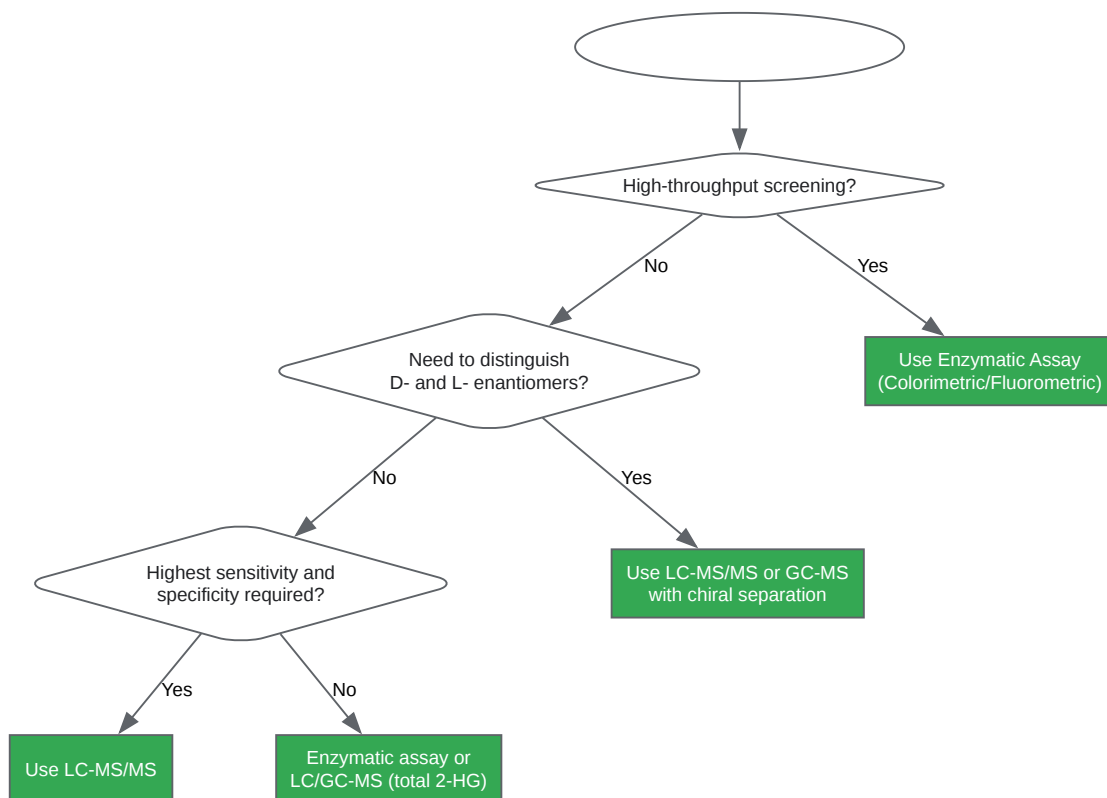 High-throughput screening?
No
Yes
Use Enzymatic Assay
(Colorimetric/Fluorometric)
Need to distinguish
D- and L- enantiomers?
No
Yes
Use LC-MS/MS or GC-MS
with chiral separation
Highest sensitivity and
specificity required?
Yes
No
Use LC-MS/MS
Enzymatic assay or
LC/GC-MS (total 2-HG)